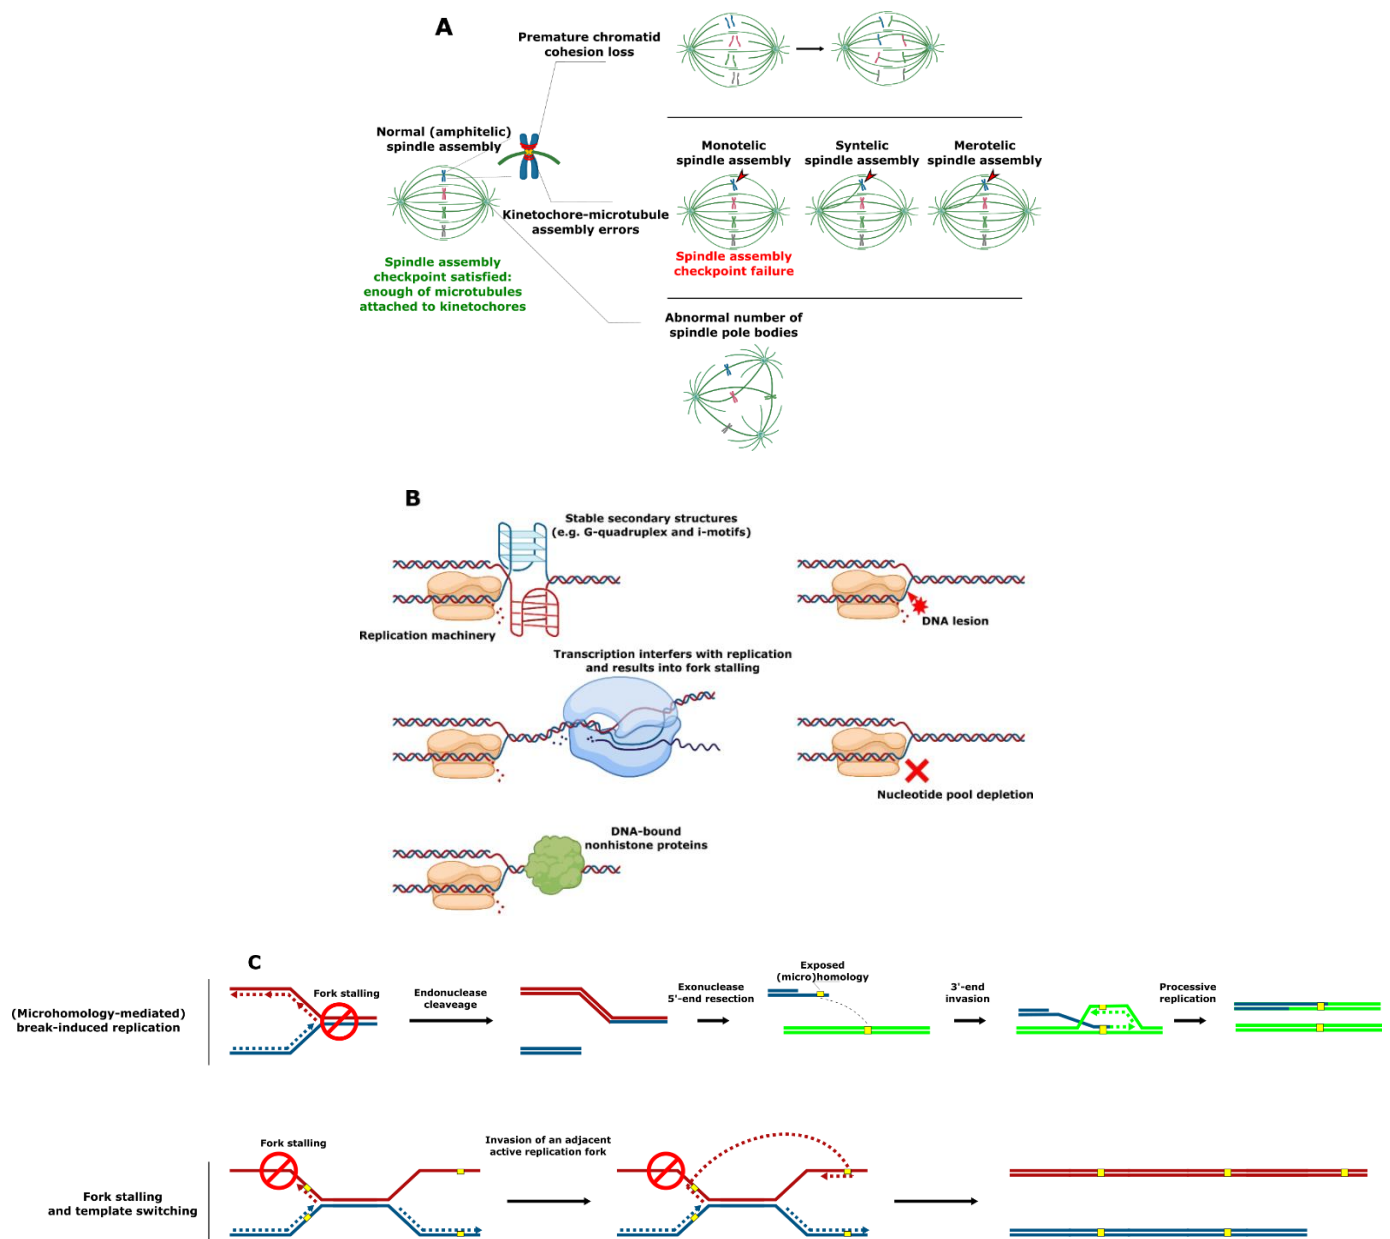 A
Premature chromatid
cohesion loss
Normal (amphitelic)
spindle assembly
Kinetochore-microtubule
assembly errors
Spindle assembly
checkpoint satisfied:
enough of microtubules
attached to kinetochores
Monotelic
spindle assembly
Syntelic
spindle assembly
Merotelic
spindle assembly
Spindle assembly
checkpoint failure
Abnormal number of
spindle pole bodies
B
Stable secondary structures
(e.g. G-quadruplex and i-motifs)
Replication machinery
DNA lesion
Transcription interfers with replication
and results into fork stalling
Nucleotide pool depletion
DNA-bound
nonhistone proteins
C
(Microhomology-mediated)
break-induced replication
Fork stalling
Endonuclease
cleaveage
Exonuclease
5'-end resection
Exposed
(micro)homology
3'-end
invasion
Processive
replication
Fork stalling
and template switching
Fork stalling
Invasion of an adjacent
active replication fork